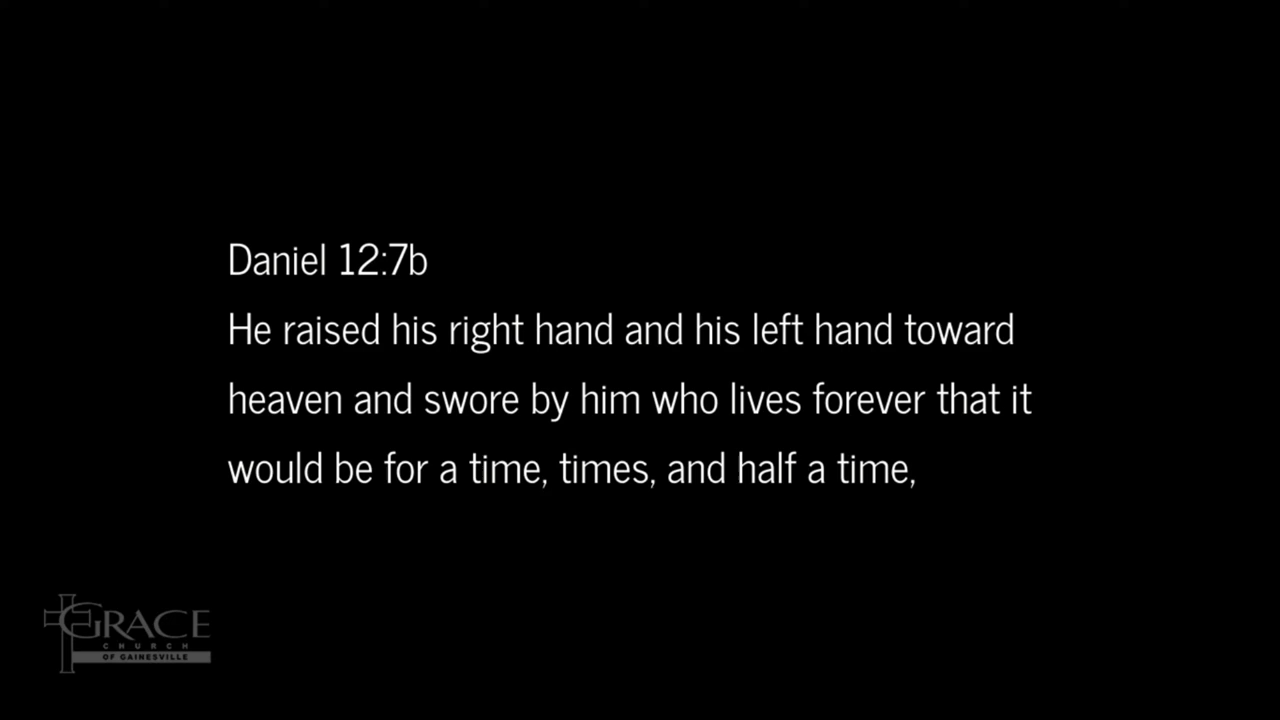 Daniel 12:7b
He raised his right hand and his left hand toward
heaven and swore by him who lives forever that it
would be for a time, times, and half a time,
GRACE
CHURCH
OF GAINESVILLE